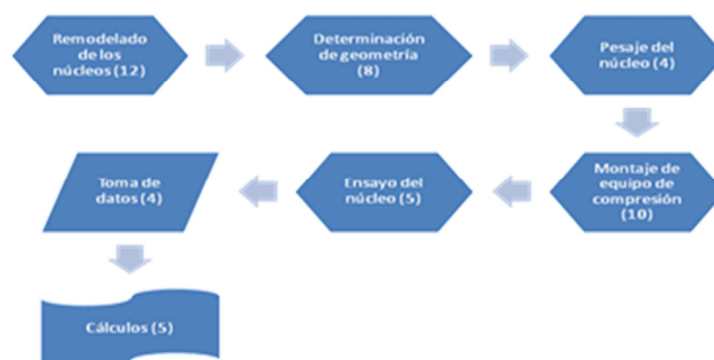 Remodelado
de los
núcleos (12)
Determinación
de geometría
(8)
Pesaje del
núcleo (4)
Montaje de
equipo de
compresión
(10)
Ensayo del
núcleo (5)
Toma de
datos (4)
Cálculos (5)